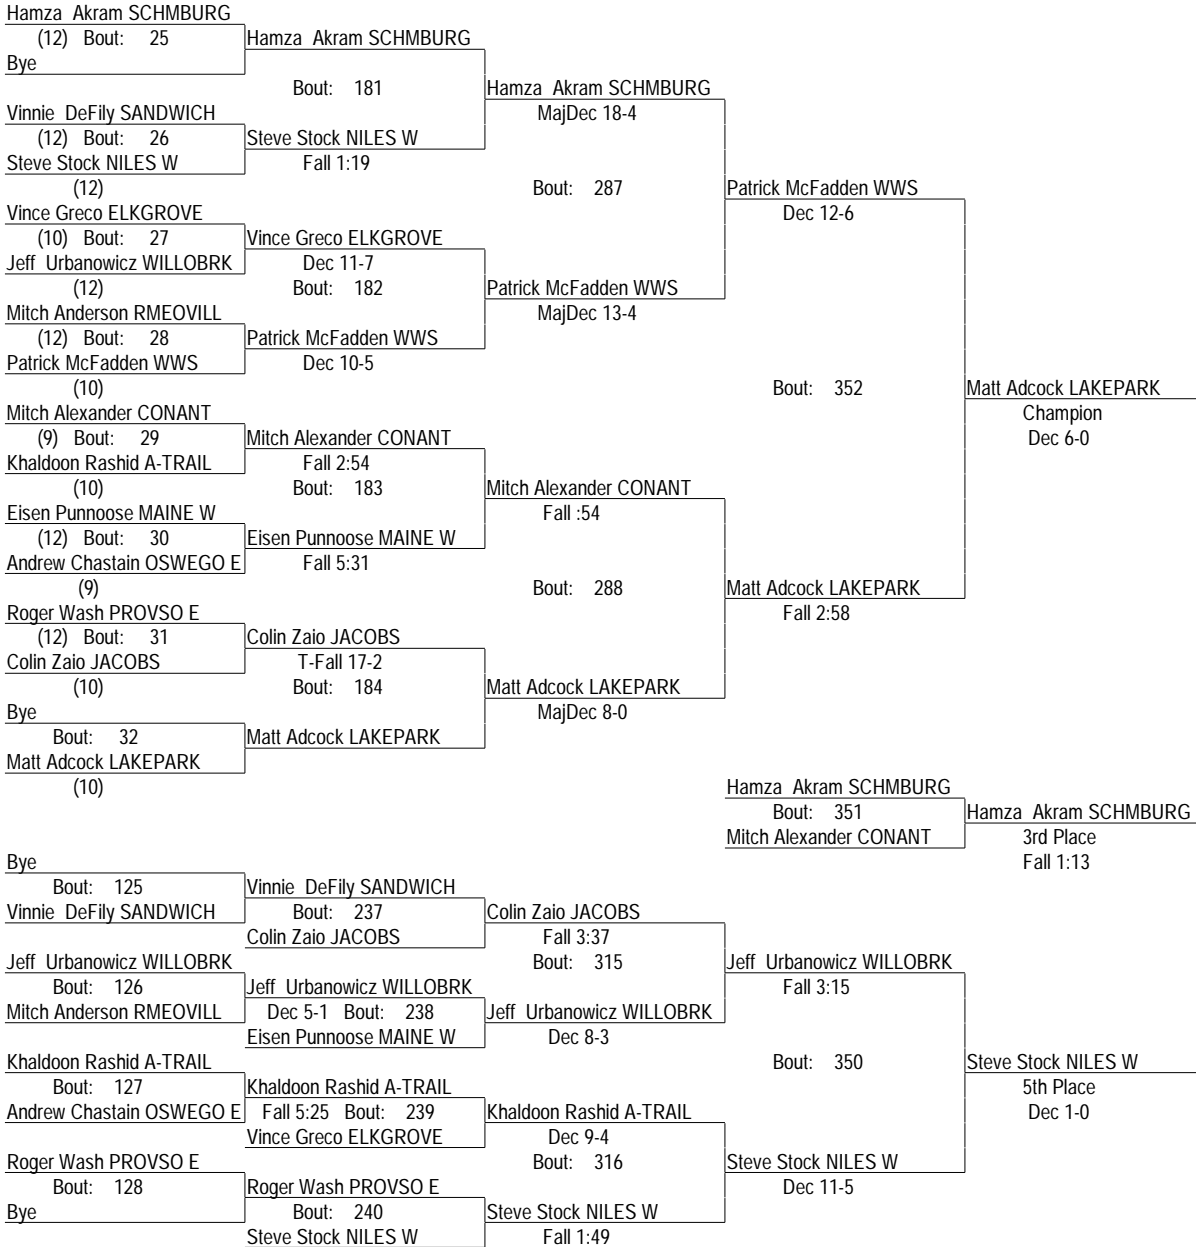 Hamza  Akram SCHMBURG
(12)  Bout:  25  Hamza  Akram SCHMBURG
Bye
Bout:  181  Hamza  Akram SCHMBURG
Vinnie  DeFily SANDWICH  MajDec 18-4
(12)  Bout:  26  Steve Stock NILES W
Steve Stock NILES W  Fall 1:19
(12)  Bout:  287  Patrick McFadden WWS
Vince Greco ELKGROVE  Dec 12-6
(10)  Bout:  27  Vince Greco ELKGROVE
Jeff  Urbanowicz WILLOBRK  Dec 11-7
(12)  Bout:  182  Patrick McFadden WWS
Mitch Anderson RMEOVILL  MajDec 13-4
(12)  Bout:  28  Patrick McFadden WWS
Patrick McFadden WWS  Dec 10-5
(10)  Bout:  352  Matt Adcock LAKEPARK
Mitch Alexander CONANT  Champion
(9)  Bout:  29  Mitch Alexander CONANT  Dec 6-0
Khaldoon Rashid A-TRAIL  Fall 2:54
(10)  Bout:  183  Mitch Alexander CONANT
Eisen Punnoose MAINE W  Fall :54
(12)  Bout:  30  Eisen Punnoose MAINE W
Andrew Chastain OSWEGO E  Fall 5:31
(9)  Bout:  288  Matt Adcock LAKEPARK
Roger Wash PROVSO E  Fall 2:58
(12)  Bout:  31  Colin Zaio JACOBS
Colin Zaio JACOBS  T-Fall 17-2
(10)  Bout:  184  Matt Adcock LAKEPARK
Bye  MajDec 8-0
Bout:  32  Matt Adcock LAKEPARK
Matt Adcock LAKEPARK
(10)  Hamza  Akram SCHMBURG
Bout:  351  Hamza  Akram SCHMBURG
Mitch Alexander CONANT  3rd Place
Bye  Fall 1:13
Bout:  125  Vinnie  DeFily SANDWICH
Vinnie  DeFily SANDWICH  Bout:  237  Colin Zaio JACOBS
Colin Zaio JACOBS  Fall 3:37
Jeff  Urbanowicz WILLOBRK  Bout:  315  Jeff  Urbanowicz WILLOBRK
Bout:  126  Jeff  Urbanowicz WILLOBRK  Fall 3:15
Mitch Anderson RMEOVILL  Dec 5-1  Bout:  238  Jeff  Urbanowicz WILLOBRK
Eisen Punnoose MAINE W  Dec 8-3
Khaldoon Rashid A-TRAIL  Bout:  350  Steve Stock NILES W
Bout:  127  Khaldoon Rashid A-TRAIL  5th Place
Andrew Chastain OSWEGO E  Fall 5:25  Bout:  239  Khaldoon Rashid A-TRAIL  Dec 1-0
Vince Greco ELKGROVE  Dec 9-4
Roger Wash PROVSO E  Bout:  316  Steve Stock NILES W
Bout:  128  Roger Wash PROVSO E  Dec 11-5
Bye  Bout:  240  Steve Stock NILES W
Steve Stock NILES W  Fall 1:49